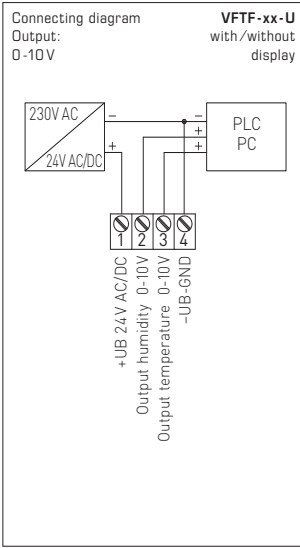 Connecting diagram
Output:
0-10 V
VFTF-xx-U
with/without
display
230V AC
24V AC/DC
–
+
–
+
+
PLC
PC
1 2 3 4
+UB 24V AC/DC
Output humidity 0-10V
Output temperature 0-10V
–UB-GND